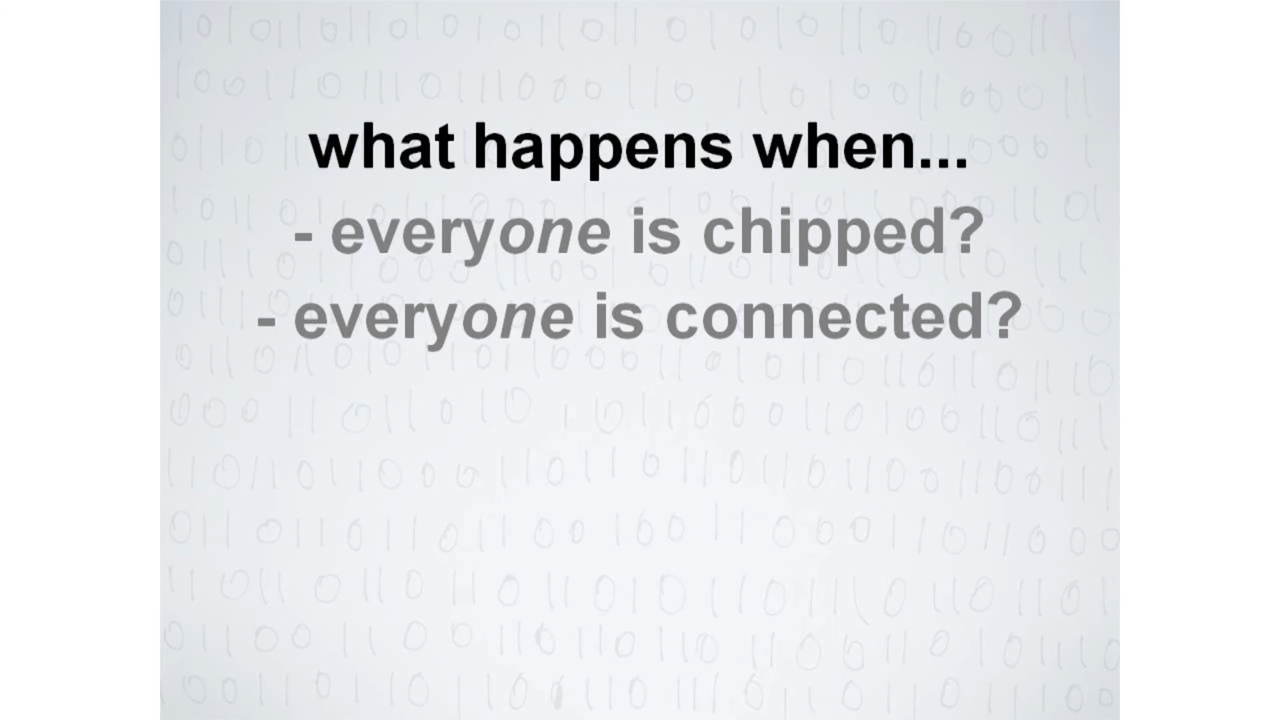 what happens when...
- everyone is chipped?
- everyone is connected?